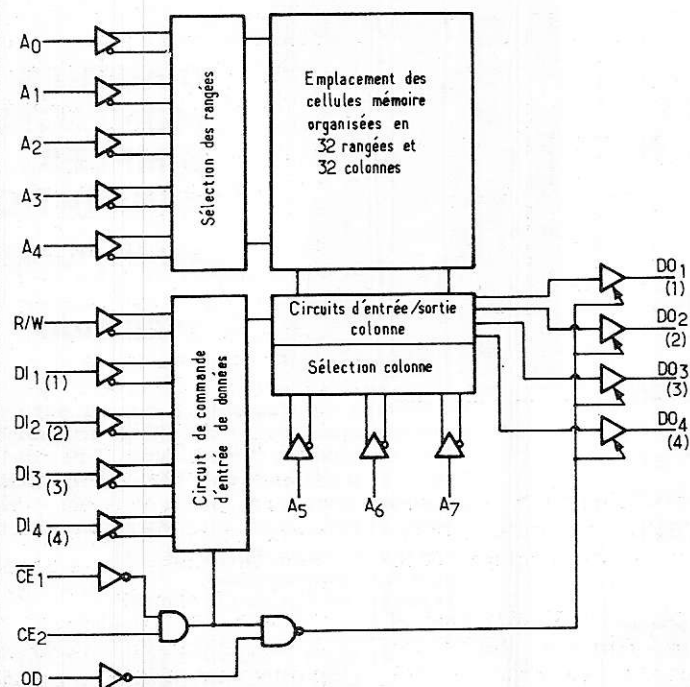 A0
A1
A2
A3
A4
Sélection des rangées
Emplacement des
cellules mémoire
organisées en
32 rangées et
32 colonnes
R/W
DI1 (1)
DI2 (2)
DI3 (3)
DI4 (4)
Circuit de commande
d'entrée de données
Circuits d'entrée/sortie
colonne
Sélection colonne
A5
A6
A7
DO1
(1)
DO2
(2)
DO3
(3)
DO4
(4)
C̅E̅1
CE2
OD